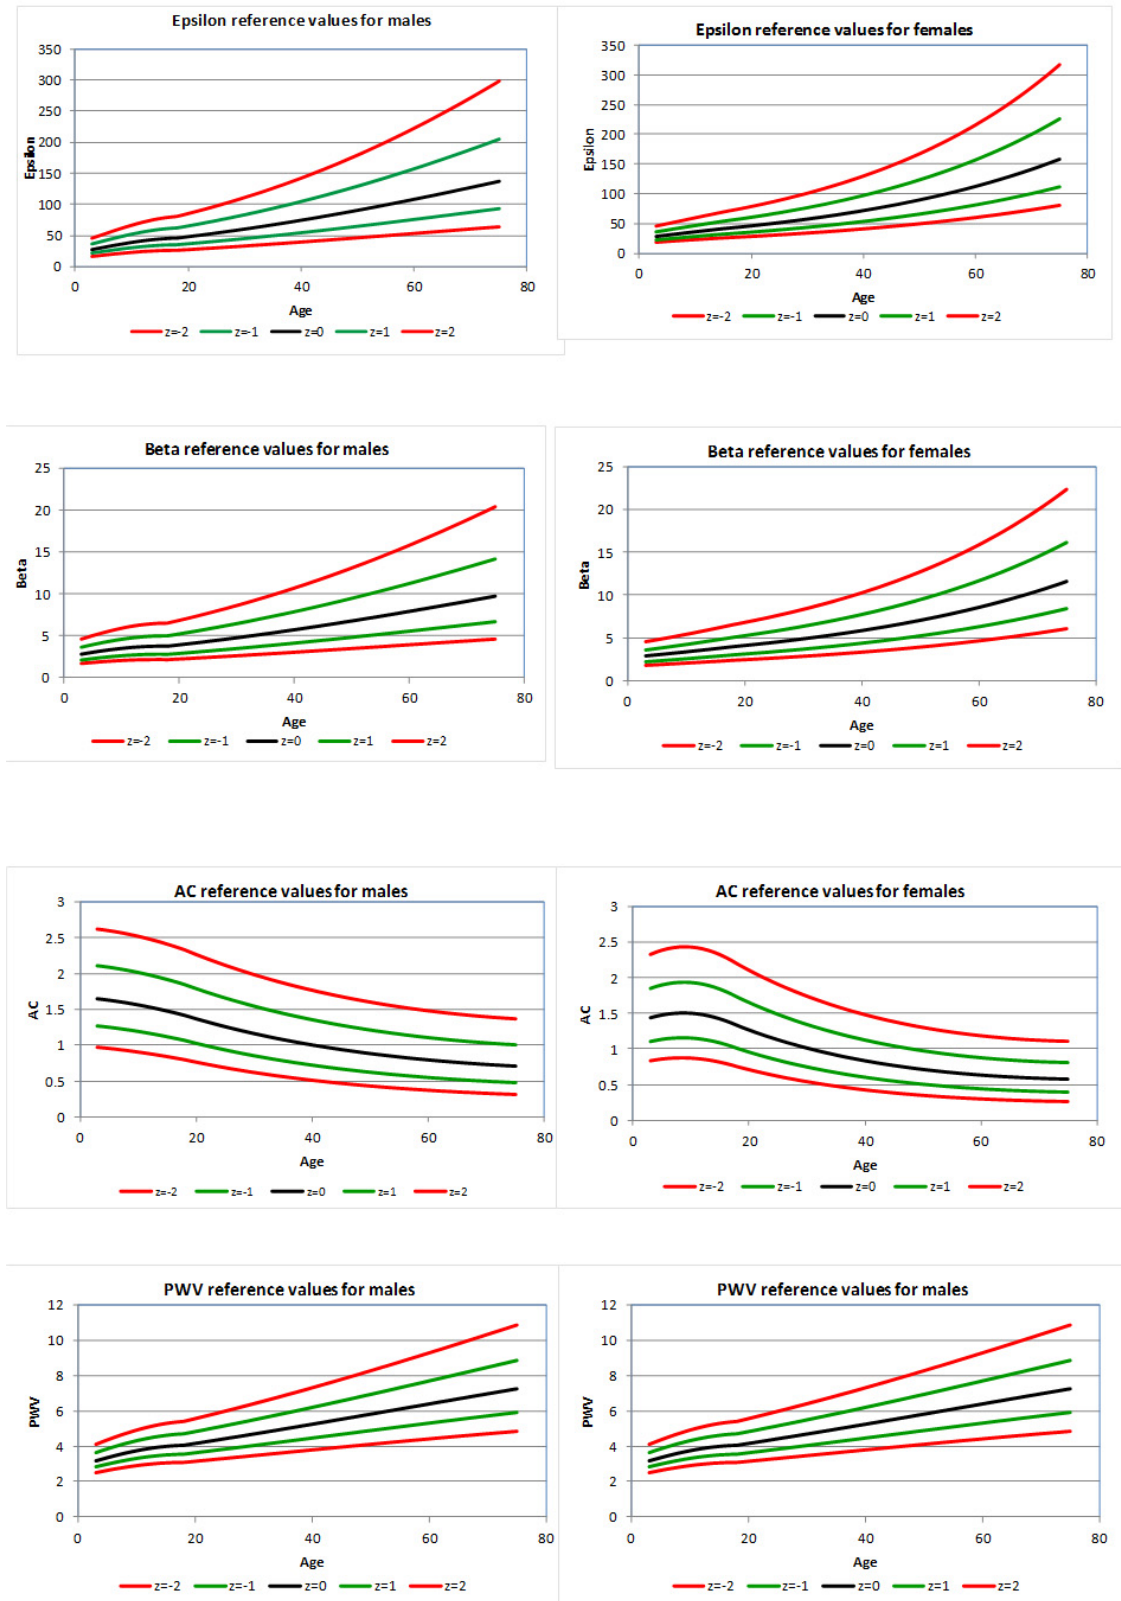 Epsilon reference values for males
350
300
250
200
150
100
50
0
Epsilon
0 20 40 60 80
Age
z=-2 z=-1 z=0 z=1 z=2
Epsilon reference values for females
350
300
250
200
150
100
50
0
Epsilon
0 20 40 60 80
Age
z=-2 z=-1 z=0 z=1 z=2
Beta reference values for males
25
20
15
10
5
0
Beta
0 20 40 60 80
Age
z=-2 z=-1 z=0 z=1 z=2
Beta reference values for females
25
20
15
10
5
0
Beta
0 20 40 60 80
Age
z=-2 z=-1 z=0 z=1 z=2
AC reference values for males
3
2.5
2
1.5
1
0.5
0
AC
0 20 40 60 80
Age
z=-2 z=-1 z=0 z=1 z=2
AC reference values for females
3
2.5
2
1.5
1
0.5
0
AC
0 20 40 60 80
Age
z=-2 z=-1 z=0 z=1 z=2
PWV reference values for males
12
10
8
6
4
2
0
PWV
0 20 40 60 80
Age
z=-2 z=-1 z=0 z=1 z=2
PWV reference values for males
12
10
8
6
4
2
0
PWV
0 20 40 60 80
Age
z=-2 z=-1 z=0 z=1 z=2